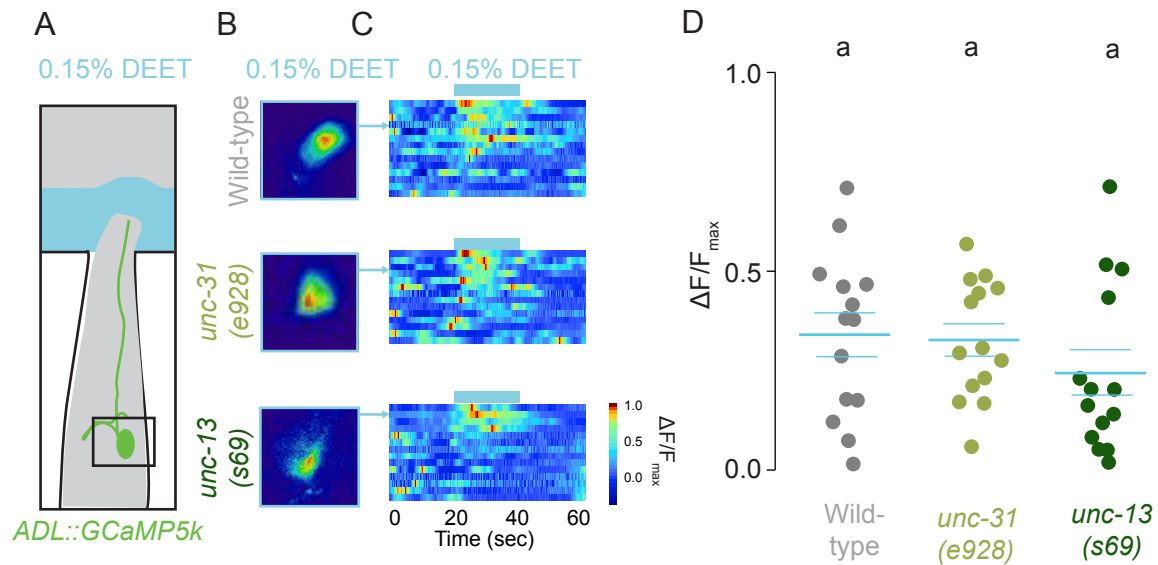 A
B
C
D
0.15% DEET
0.15% DEET
0.15% DEET
Wild-type
unc-31
(e928)
unc-13
(s69)
ADL::GCaMP5k
0
20
40
60
Time (sec)
1.0
0.5
0.0
ΔF/Fmax
a
a
a
1.0
0.5
0.0
ΔF/Fmax
Wild-
type
unc-31
(e928)
unc-13
(s69)